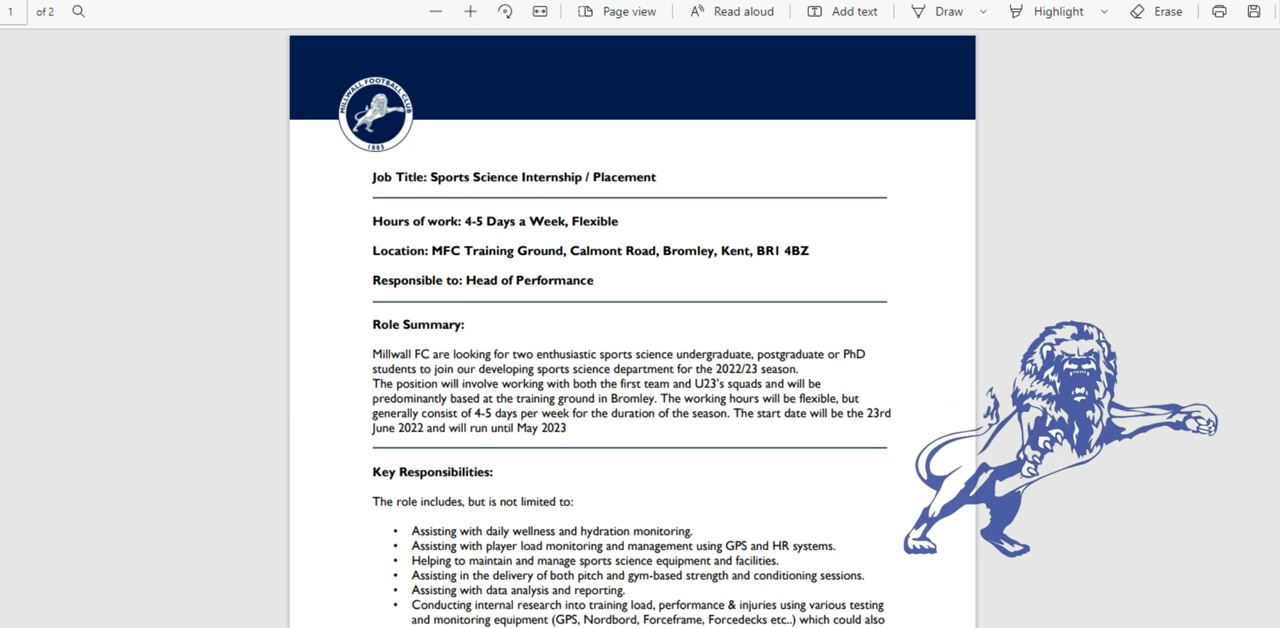 1 of 2 Page view Read aloud Add text Draw Highlight Erase
MILLWALL FOOTBALL CLUB
1885
Job Title: Sports Science Internship / Placement
Hours of work: 4-5 Days a Week, Flexible
Location: MFC Training Ground, Calmont Road, Bromley, Kent, BR1 4BZ
Responsible to: Head of Performance
Role Summary:
Millwall FC are looking for two enthusiastic sports science undergraduate, postgraduate or PhD
students to join our developing sports science department for the 2022/23 season.
The position will involve working with both the first team and U23's squads and will be
predominantly based at the training ground in Bromley. The working hours will be flexible, but
generally consist of 4-5 days per week for the duration of the season. The start date will be the 23rd
June 2022 and will run until May 2023
Key Responsibilities:
The role includes, but is not limited to:
• Assisting with daily wellness and hydration monitoring.
• Assisting with player load monitoring and management using GPS and HR systems.
• Helping to maintain and manage sports science equipment and facilities.
• Assisting in the delivery of both pitch and gym-based strength and conditioning sessions.
• Assisting with data analysis and reporting.
• Conducting internal research into training load, performance & injuries using various testing
and monitoring equipment (GPS, Nordbord, Forceframe, Forcedecks etc..) which could also